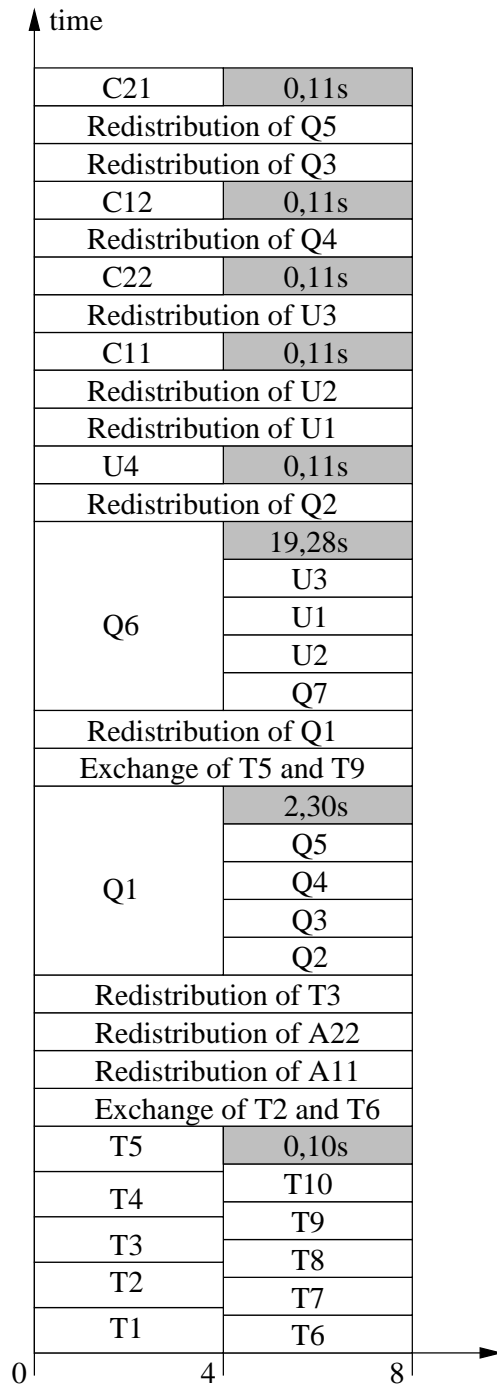 time
C21 0,11s
Redistribution of Q5
Redistribution of Q3
C12 0,11s
Redistribution of Q4
C22 0,11s
Redistribution of U3
C11 0,11s
Redistribution of U2
Redistribution of U1
U4 0,11s
Redistribution of Q2
19,28s
U3
Q6 U1
U2
Q7
Redistribution of Q1
Exchange of T5 and T9
2,30s
Q5
Q1 Q4
Q3
Q2
Redistribution of T3
Redistribution of A22
Redistribution of A11
Exchange of T2 and T6
T5 0,10s
T4 T10
T9
T3 T8
T2 T7
T1 T6
0 4 8